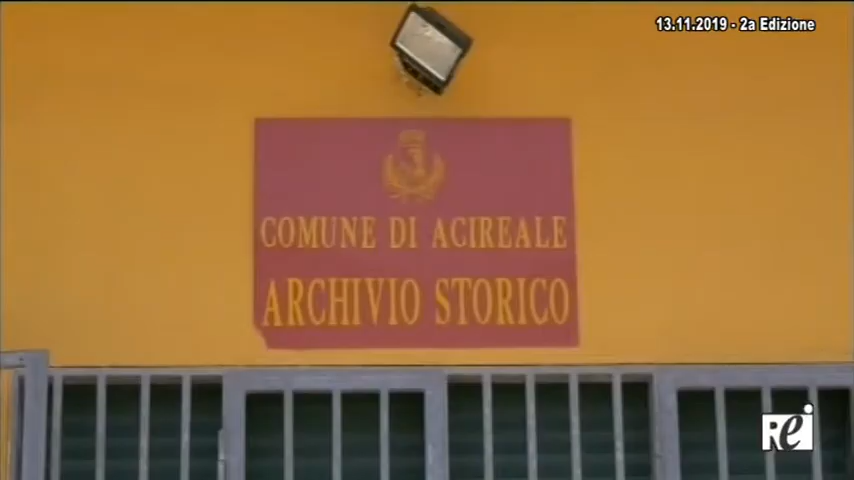 13.11.2019 - 2a Edizione
COMUNE DI ACIREALE
ARCHIVIO STORICO
Rei